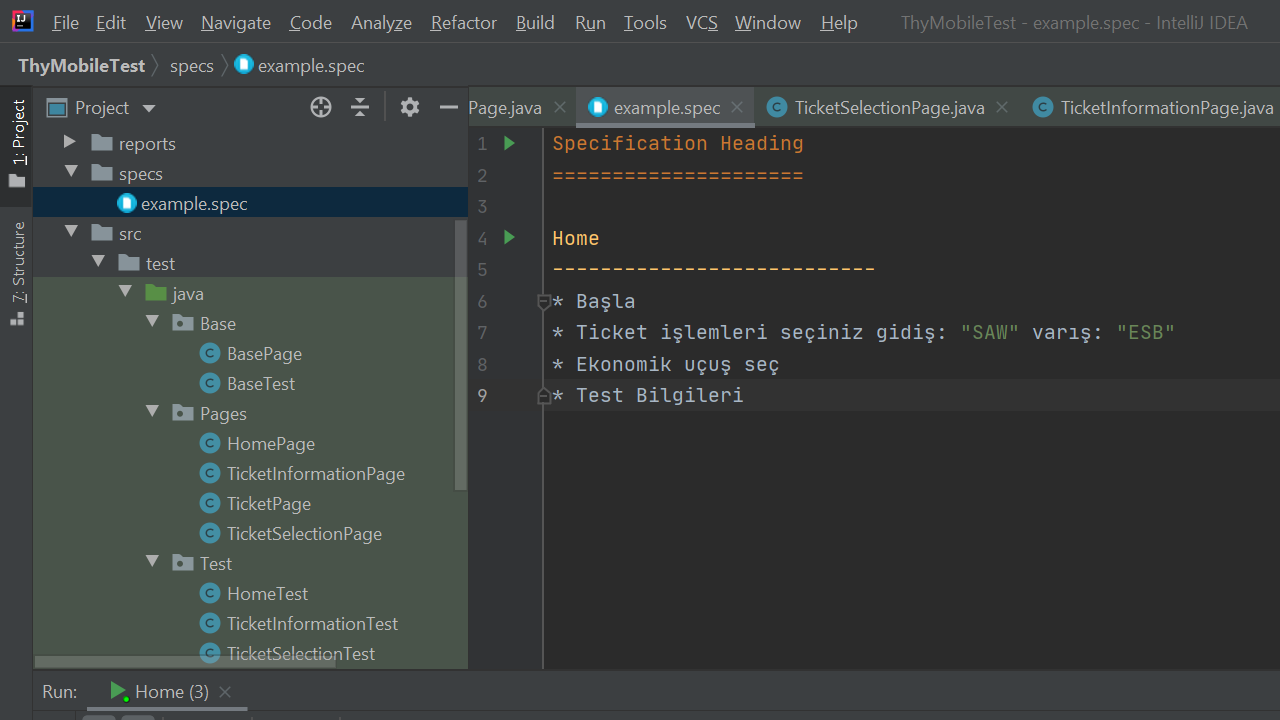 File Edit View Navigate Code Analyze Refactor Build Run Tools VCS Window Help ThyMobileTest - example.spec - IntelliJ IDEA
ThyMobileTest specs example.spec
1: Project
7: Structure
Project
reports
specs
example.spec
src
test
java
Base
BasePage
BaseTest
Pages
HomePage
TicketInformationPage
TicketPage
TicketSelectionPage
Test
HomeTest
TicketInformationTest
TicketSelectionTest
Page.java example.spec TicketSelectionPage.java TicketInformationPage.java
1 Specification Heading
2 =====================
3
4 Home
5 ---------------------------
6 * Başla
7 * Ticket işlemleri seçiniz gidiş: "SAW" varış: "ESB"
8 * Ekonomik uçuş seç
9 * Test Bilgileri
Run: Home (3)